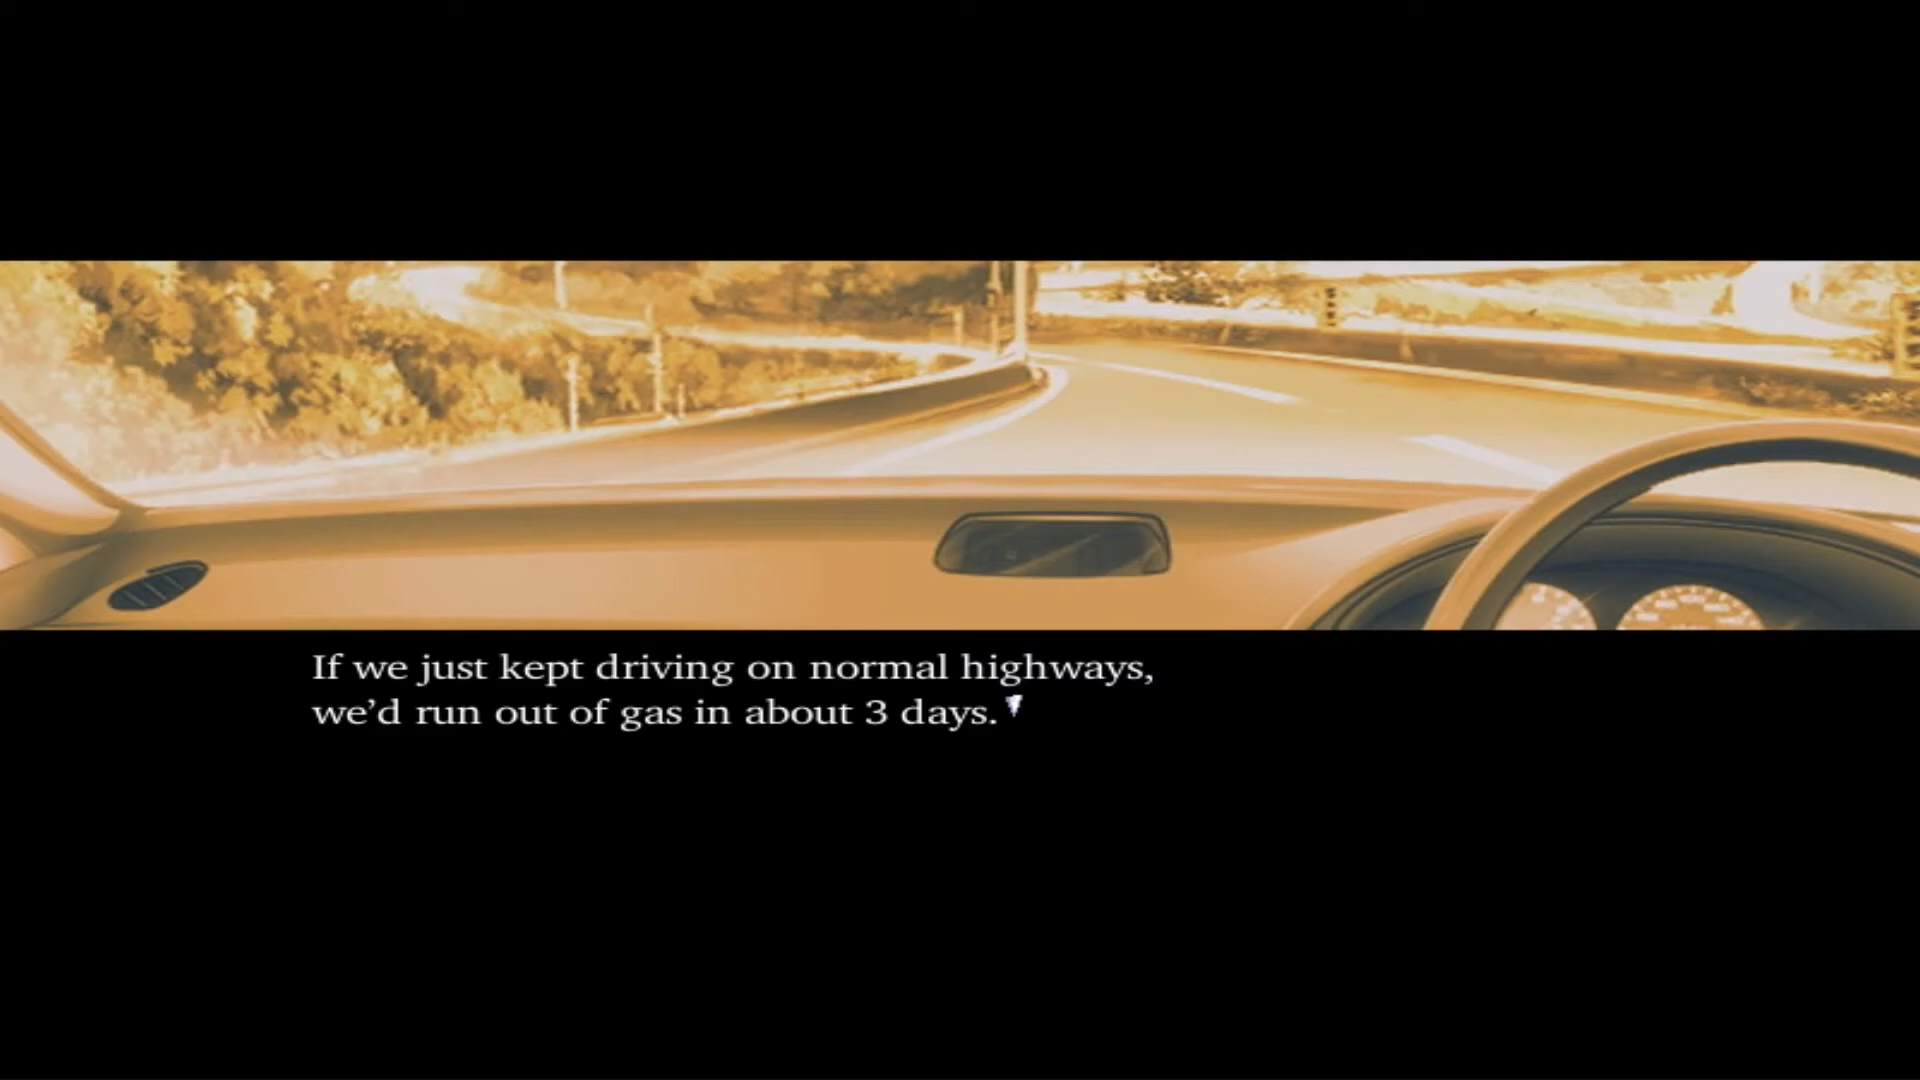 If we just kept driving on normal highways,
we’d run out of gas in about 3 days.